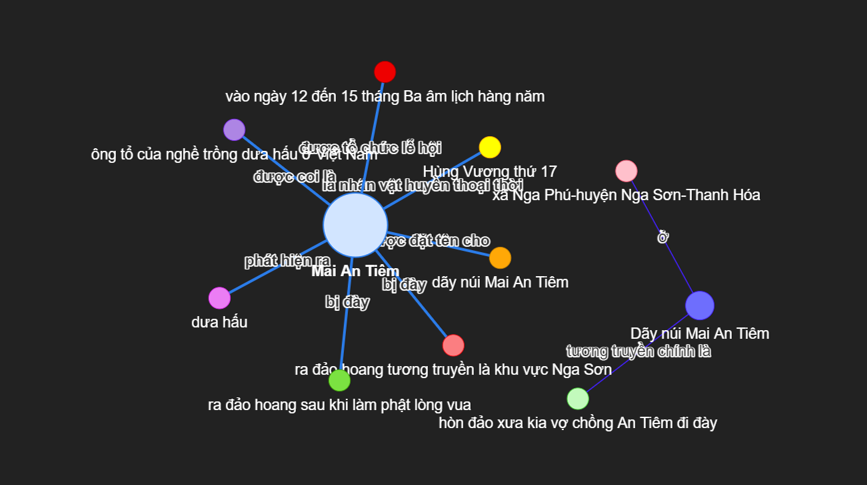 vào ngày 12 đến 15 tháng Ba âm lịch hàng năm
được tổ chức lễ hội
ông tổ của nghề trồng dưa hấu ở Việt Nam
Hùng Vương thứ 17
được coi là
là nhân vật huyền thoại thời
xã Nga Phú-huyện Nga Sơn-Thanh Hóa
ở
được đặt tên cho
phát hiện ra
Mai An Tiêm
bị đày
dãy núi Mai An Tiêm
bị đày
dưa hấu
Dãy núi Mai An Tiêm
tương truyền chính là
ra đảo hoang tương truyền là khu vực Nga Sơn
ra đảo hoang sau khi làm phật lòng vua
hòn đảo xưa kia vợ chồng An Tiêm đi đày